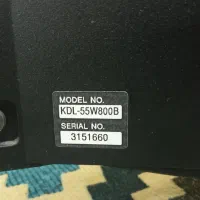 MODEL NO.
KDL-55W800B
SERIAL NO.
3151660